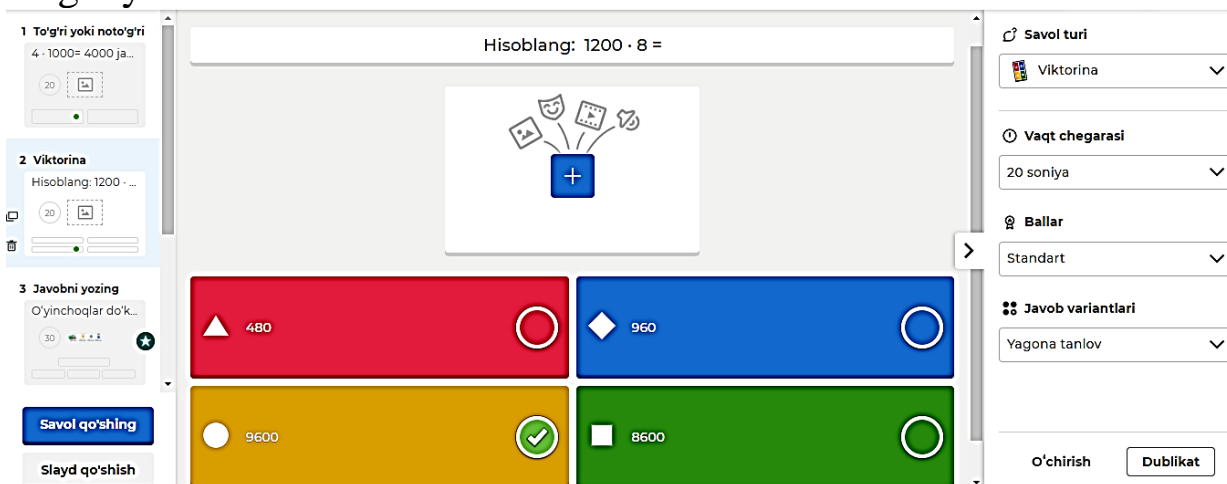 1 To'g'ri yoki noto'g'ri
4 · 1000= 4000 ja...
20
2 Viktorina
Hisoblang: 1200 · ...
20
3 Javobni yozing
O'yinchoqlar do'k...
30
Savol qo'shing
Slayd qo'shish
Hisoblang: 1200 · 8 =
480
960
9600
8600
Savol turi
Viktorina
Vaqt chegarasi
20 soniya
Ballar
Standart
Javob variantlari
Yagona tanlov
O'chirish
Dublikat